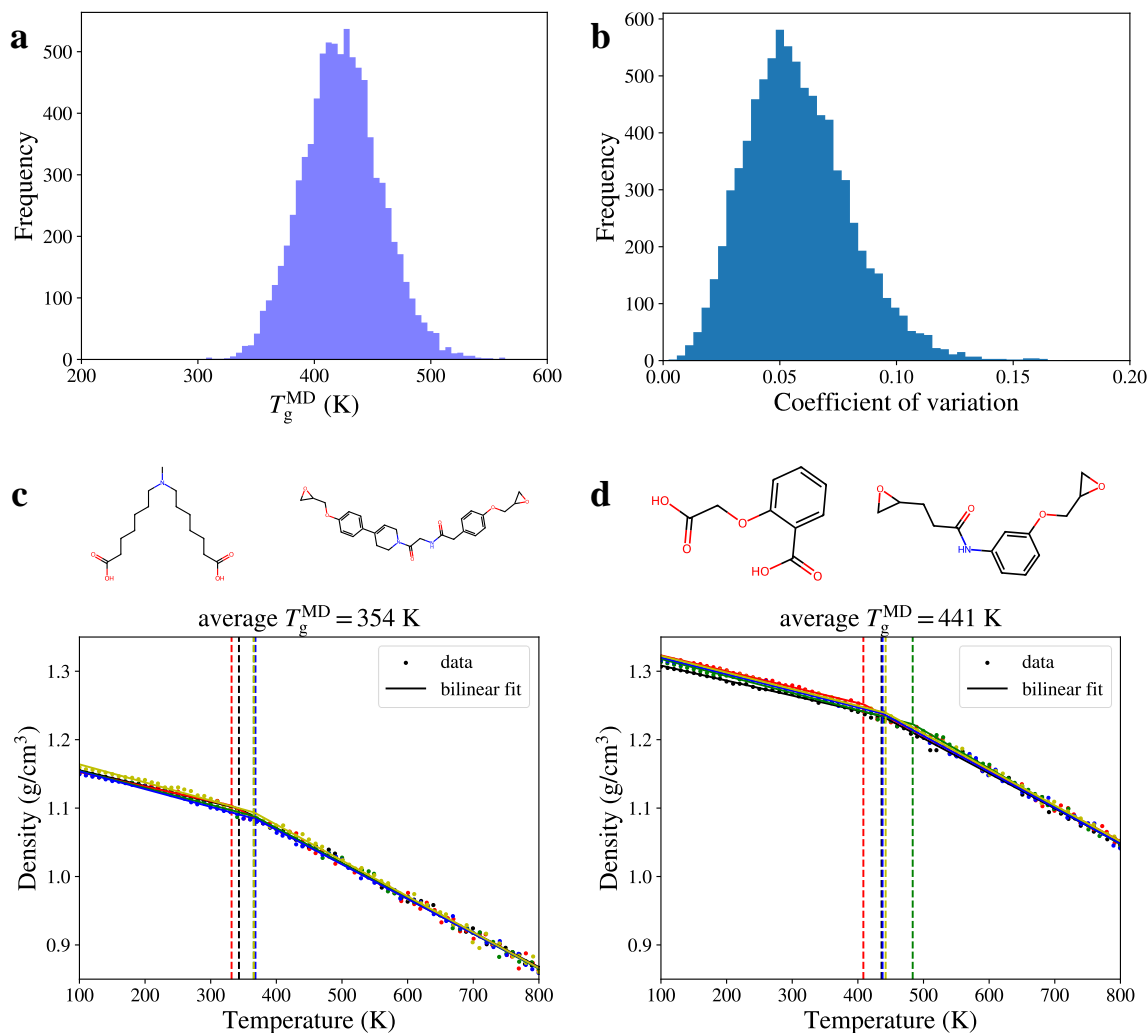 a
500
400
300
200
100
0
Frequency
200
300
400
500
600
T_g^MD (K)
b
600
500
400
300
200
100
0
Frequency
0.00
0.05
0.10
0.15
0.20
Coefficient of variation
c
N
O
OH
O
OH
O
O
N
O
NH
O
O
O
average T_g^MD = 354 K
data
bilinear fit
1.3
1.2
1.1
1.0
0.9
Density (g/cm³)
100 200 300 400 500 600 700 800
Temperature (K)
d
HO
O
O
HO
O
O
O
NH
O
O
average T_g^MD = 441 K
data
bilinear fit
1.3
1.2
1.1
1.0
0.9
Density (g/cm³)
100 200 300 400 500 600 700 800
Temperature (K)